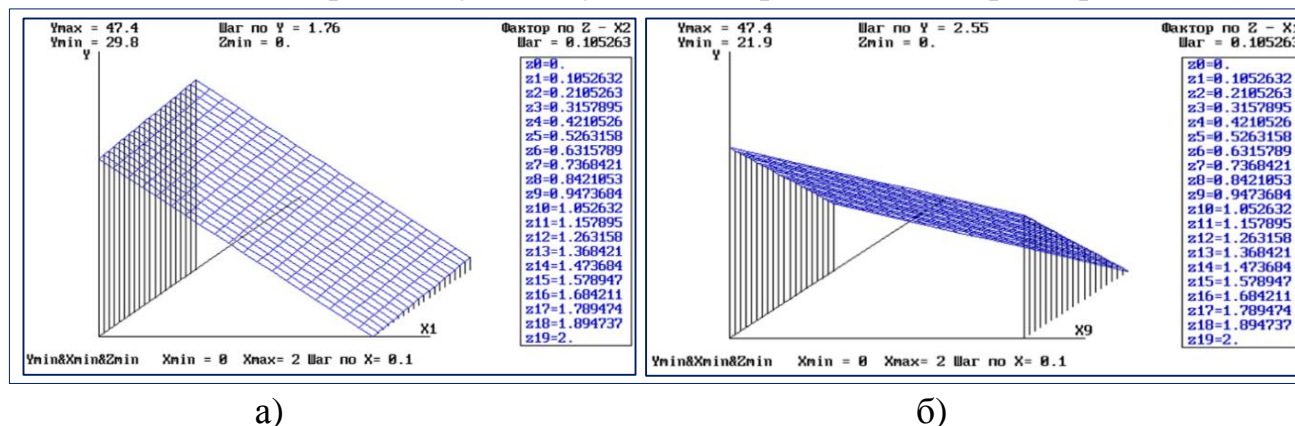 Ymax = 47.4 Шаг по Y = 1.76 Фактор по Z - X2
Ymin = 29.8 Zmin = 0. Шаг = 0.105263
Y
z0=0.
z1=0.1052632
z2=0.2105263
z3=0.3157895
z4=0.4210526
z5=0.5263158
z6=0.6315789
z7=0.7368421
z8=0.8421053
z9=0.9473684
z10=1.052632
z11=1.157895
z12=1.263158
z13=1.368421
z14=1.473684
z15=1.578947
z16=1.684211
z17=1.789474
z18=1.894737
z19=2.
X1
Ymin&Xmin&Zmin Xmin = 0 Xmax= 2 Шаг по X= 0.1
Ymax = 47.4 Шаг по Y = 2.55 Фактор по Z - X1
Ymin = 21.9 Zmin = 0. Шаг = 0.105263
Y
z0=0.
z1=0.1052632
z2=0.2105263
z3=0.3157895
z4=0.4210526
z5=0.5263158
z6=0.6315789
z7=0.7368421
z8=0.8421053
z9=0.9473684
z10=1.052632
z11=1.157895
z12=1.263158
z13=1.368421
z14=1.473684
z15=1.578947
z16=1.684211
z17=1.789474
z18=1.894737
z19=2.
X9
Ymin&Xmin&Zmin Xmin = 0 Xmax= 2 Шаг по X= 0.1
а) б)